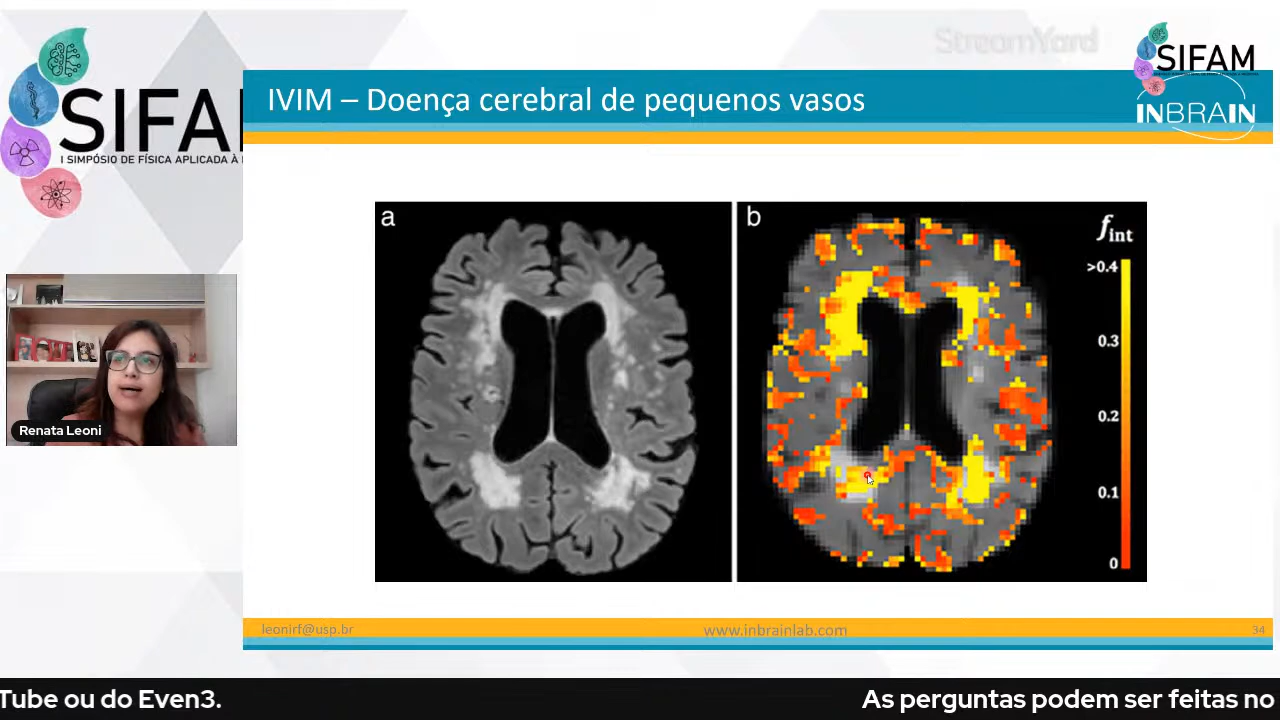 StreamYard
SIFAM
SIFA
I SIMPÓSIO DE FÍSICA APLICADA À
IVIM – Doença cerebral de pequenos vasos
INBRAIN
a
b
fint
>0.4
0.3
0.2
0.1
0
Renata Leoni
leonirf@usp.br
www.inbrainlab.com
34
Tube ou do Even3.
As perguntas podem ser feitas no